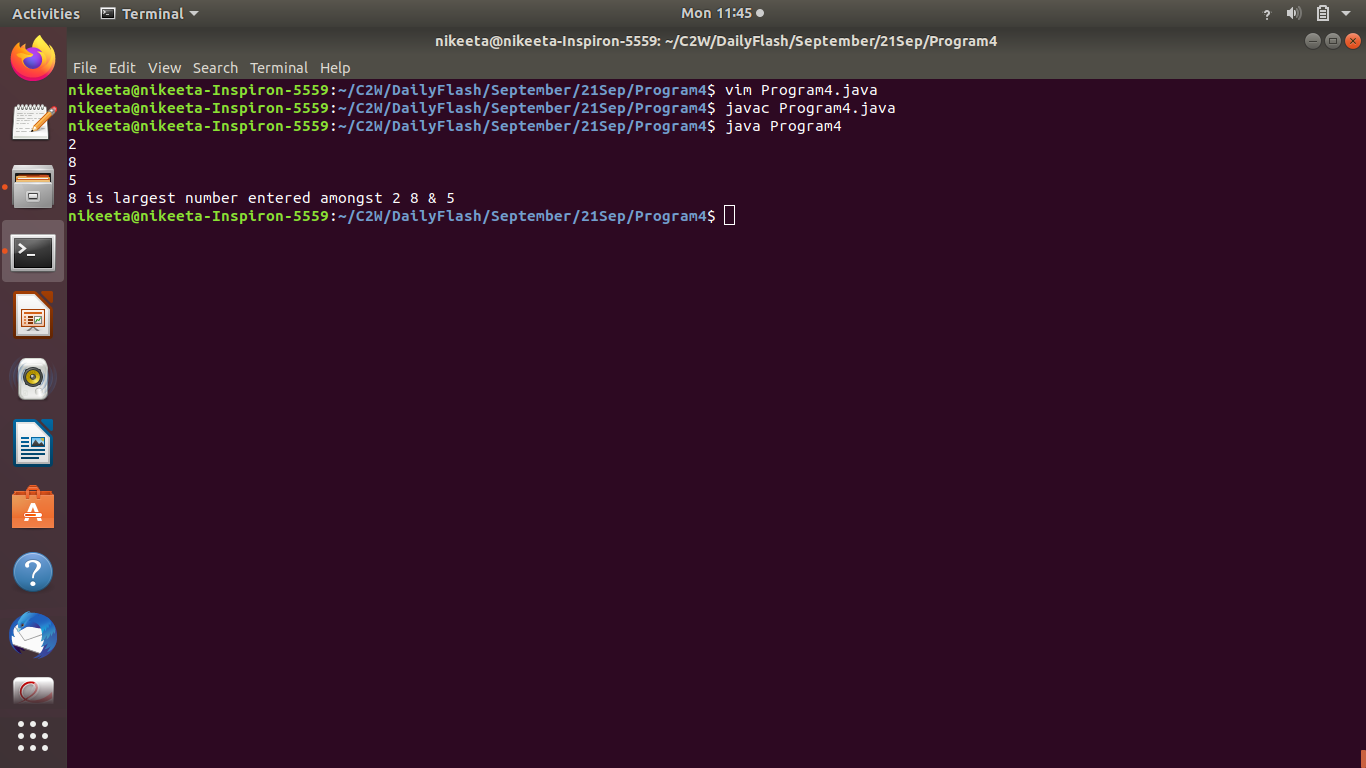 Activities Terminal Mon 11:45 ?
nikeeta@nikeeta-Inspiron-5559: ~/C2W/DailyFlash/September/21Sep/Program4
File Edit View Search Terminal Help
nikeeta@nikeeta-Inspiron-5559:~/C2W/DailyFlash/September/21Sep/Program4$ vim Program4.java
nikeeta@nikeeta-Inspiron-5559:~/C2W/DailyFlash/September/21Sep/Program4$ javac Program4.java
nikeeta@nikeeta-Inspiron-5559:~/C2W/DailyFlash/September/21Sep/Program4$ java Program4
2
8
5
8 is largest number entered amongst 2 8 & 5
nikeeta@nikeeta-Inspiron-5559:~/C2W/DailyFlash/September/21Sep/Program4$